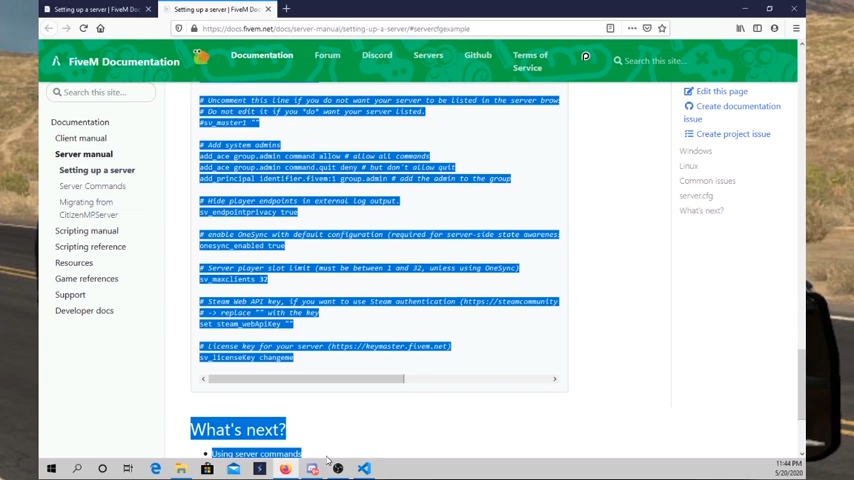 Setting up a server | FiveM Doc
Setting up a server | FiveM Doc
https://docs.fivem.net/docs/server-manual/setting-up-a-server/#servercfgexample
FiveM Documentation
Documentation
Forum
Discord
Servers
Github
Terms of
Service
Search this site...
Search this site...
Documentation
Client manual
Server manual
Setting up a server
Server Commands
Migrating from
CitizenMP.Server
Scripting manual
Scripting reference
Resources
Game references
Support
Developer docs
# Uncomment this line if you do not want your server to be listed in the server brow
# Do not edit it if you *do* want your server listed.
#sv_master1 ""
# Add system admins
add_ace group.admin command allow # allow all commands
add_ace group.admin command.quit deny # but don't allow quit
add_principal identifier.fivem:1 group.admin # add the admin to the group
# Hide player endpoints in external log output.
sv_endpointprivacy true
# enable OneSync with default configuration (required for server-side state awareness
onesync_enabled true
# Server player slot limit (must be between 1 and 32, unless using OneSync)
sv_maxclients 32
# Steam Web API key, if you want to use Steam authentication (https://steamcommunity
# -> replace "" with the key
set steam_webApiKey ""
# License key for your server (https://keymaster.fivem.net)
sv_licenseKey changeme
What's next?
Using server commands
Edit this page
Create documentation
issue
Create project issue
Windows
Linux
Common issues
server.cfg
What's next?
11:44 PM
5/20/2020